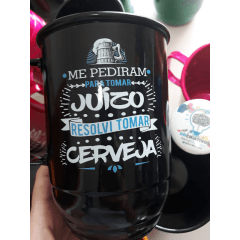 ME PEDIRAM
PARA TOMAR
JUÍZO
RESOLVI TOMAR
CERVEJA